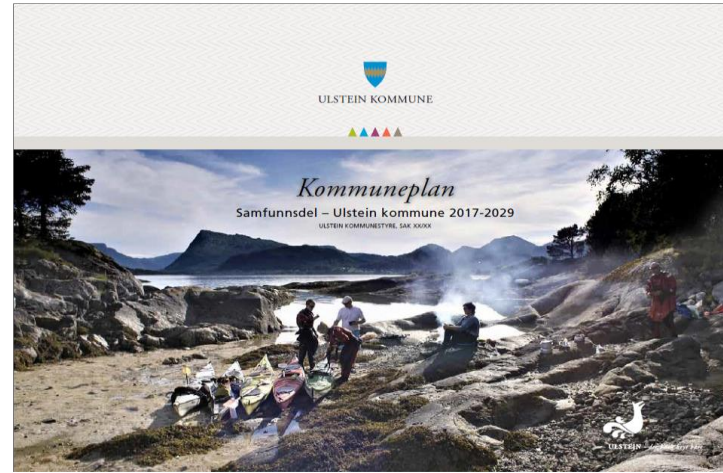 ULSTEIN KOMMUNE
Kommuneplan
Samfunnsdel – Ulstein kommune 2017-2029
ULSTEIN KOMMUNESTYRE, SAK XX/XX
ULSTEIN